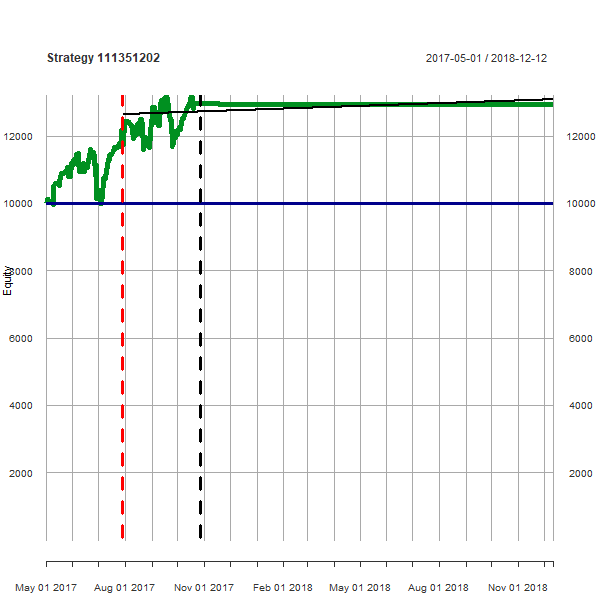 Strategy 111351202
2017-05-01 / 2018-12-12
12000
12000
10000
10000
Equity
8000
8000
6000
6000
4000
4000
2000
2000
May 01 2017
Aug 01 2017
Nov 01 2017
Feb 01 2018
May 01 2018
Aug 01 2018
Nov 01 2018